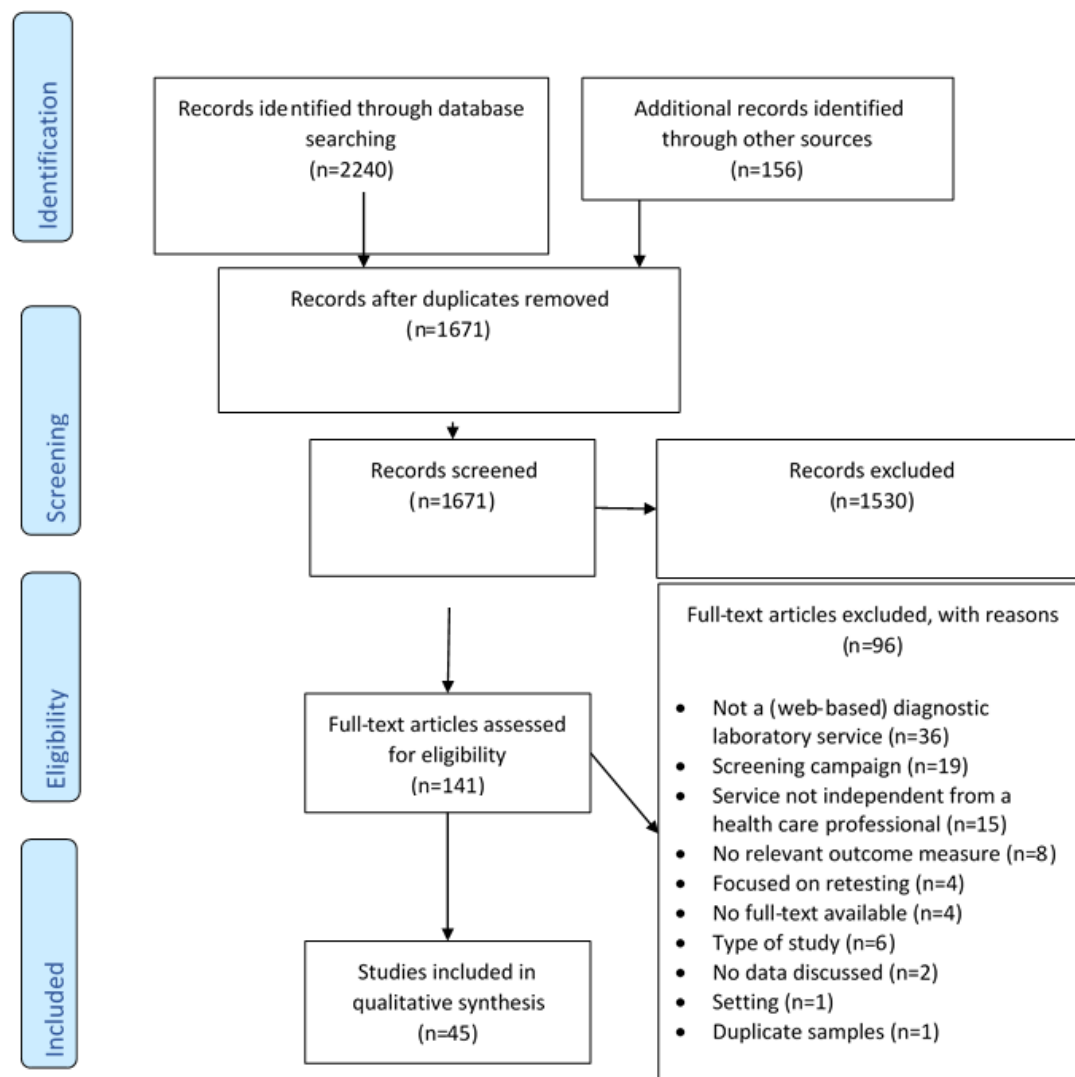 Identification
Records identified through database
searching
(n=2240)
Additional records identified
through other sources
(n=156)
Records after duplicates removed
(n=1671)
Screening
Records screened
(n=1671)
Records excluded
(n=1530)
Eligibility
Full-text articles assessed
for eligibility
(n=141)
Full-text articles excluded, with reasons
(n=96)
• Not a (web-based) diagnostic
laboratory service (n=36)
• Screening campaign (n=19)
• Service not independent from a
health care professional (n=15)
• No relevant outcome measure (n=8)
• Focused on retesting (n=4)
• No full-text available (n=4)
• Type of study (n=6)
• No data discussed (n=2)
• Setting (n=1)
• Duplicate samples (n=1)
Included
Studies included in
qualitative synthesis
(n=45)